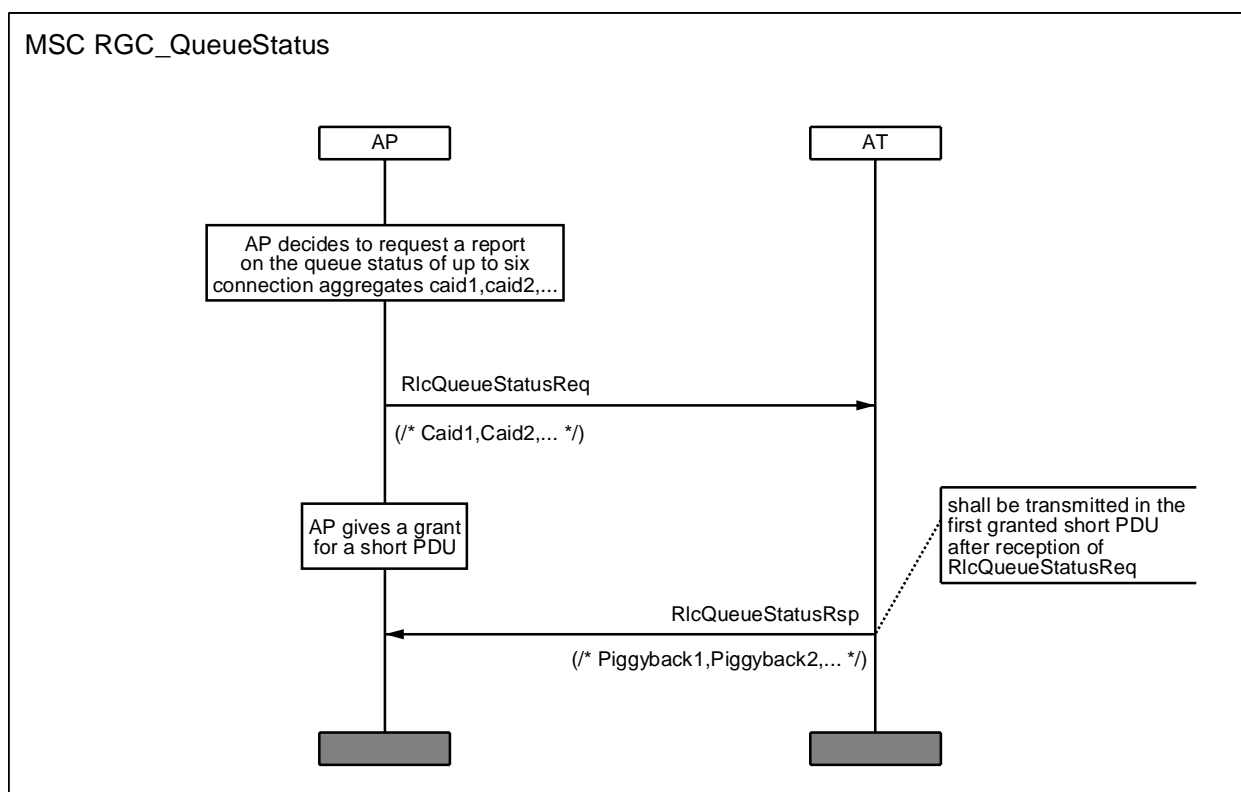 MSC RGC_QueueStatus
AP
AT
AP decides to request a report
on the queue status of up to six
connection aggregates caid1,caid2,...
RlcQueueStatusReq
(/* Caid1,Caid2,... */)
AP gives a grant
for a short PDU
shall be transmitted in the
first granted short PDU
after reception of
RlcQueueStatusReq
RlcQueueStatusRsp
(/* Piggyback1,Piggyback2,... */)